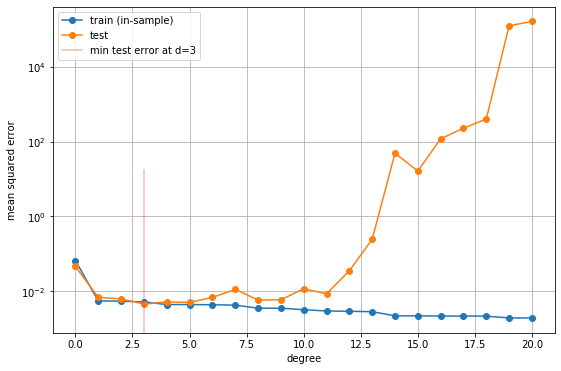 train (in-sample)
test
min test error at d=3
mean squared error
10^4
10^2
10^0
10^−2
0.0 2.5 5.0 7.5 10.0 12.5 15.0 17.5 20.0
degree